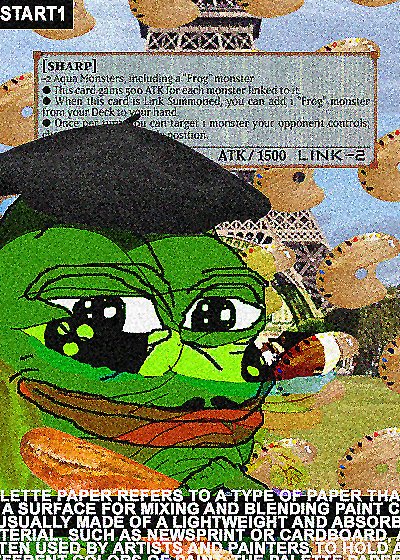 START1
[SHARP]
-2 Aqua Monsters, including a "Frog" monster
● This card gains 500 ATK for each monster linked to it.
● When this card is Link Summoned, you can add 1 "Frog" monster
from your Deck to your hand.
● Once per turn: You can target 1 monster your opponent controls;
position.
ATK/1500 LINK-2
LETTE PAPER REFERS TO A TYPE OF PAPER THA
A SURFACE FOR MIXING AND BLENDING PAINT C
USUALLY MADE OF A LIGHTWEIGHT AND ABSORB
TERIAL, SUCH AS NEWSPRINT OR CARDBOARD,
TEN USED BY ARTISTS AND PAINTERS TO HOLD
FFERENT COLORS